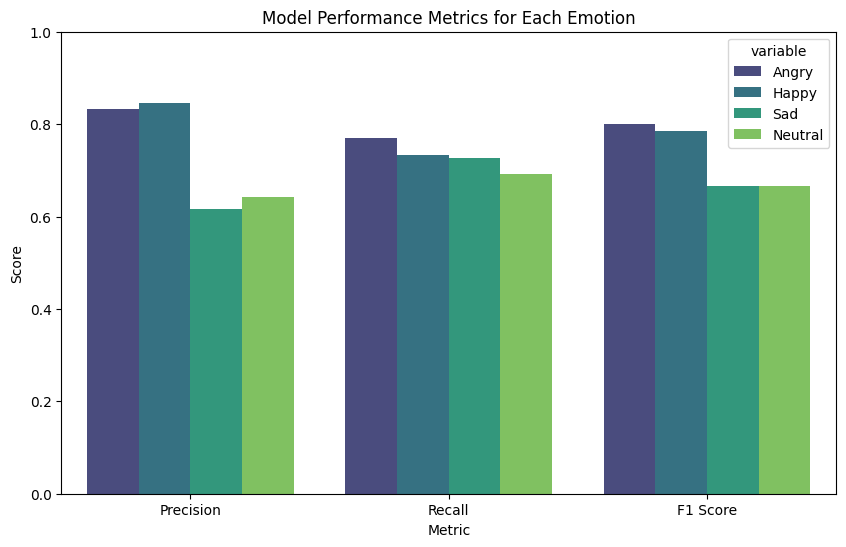 Model Performance Metrics for Each Emotion
variable
Angry
Happy
Sad
Neutral
1.0
0.8
0.6
0.4
0.2
0.0
Score
Precision
Recall
F1 Score
Metric